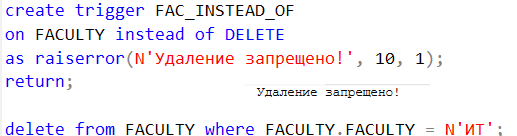 create trigger FAC_INSTEAD_OF
on FACULTY instead of DELETE
as raiserror(N'Удаление запрещено!', 10, 1);
return;
Удаление запрещено!
delete from FACULTY where FACULTY.FACULTY = N'ИТ';